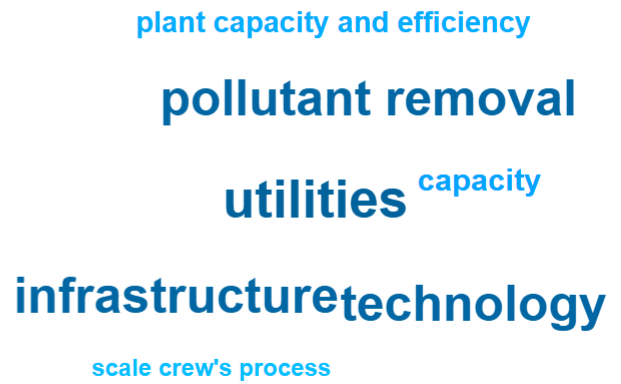 plant capacity and efficiency
pollutant removal
utilities capacity
infrastructure technology
scale crew's process